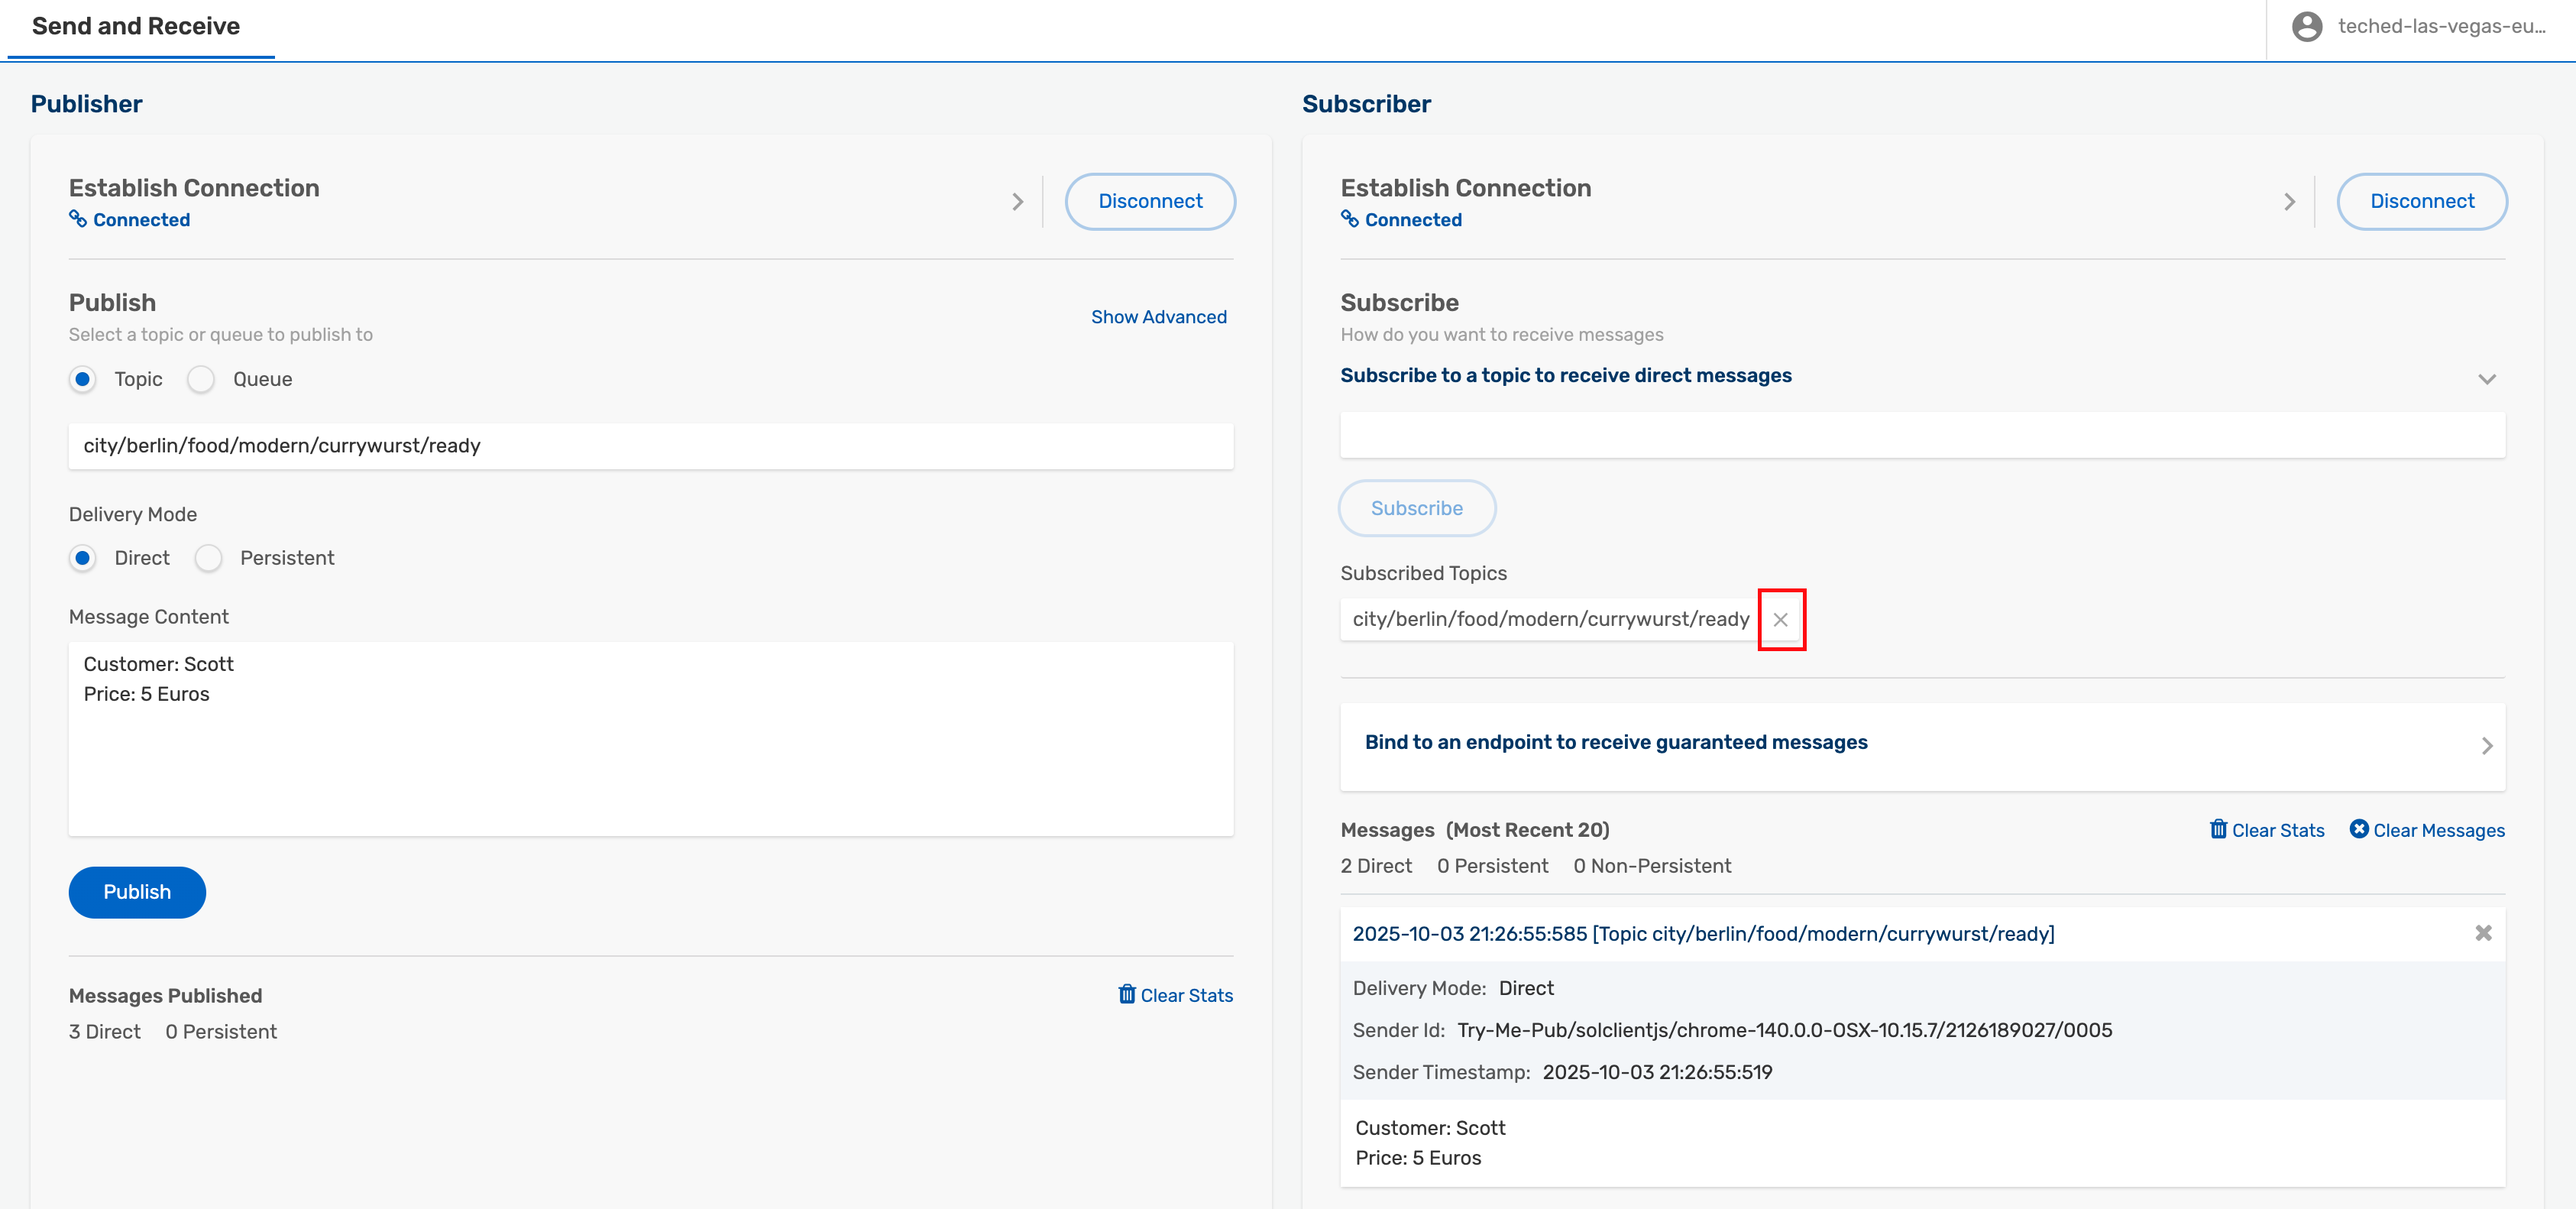 Send and Receive
teched-las-vegas-eu...
Publisher
Establish Connection
Connected
Disconnect
Publish
Show Advanced
Select a topic or queue to publish to
Topic
Queue
city/berlin/food/modern/currywurst/ready
Delivery Mode
Direct
Persistent
Message Content
Customer: Scott
Price: 5 Euros
Publish
Messages Published
Clear Stats
3 Direct 0 Persistent
Subscriber
Establish Connection
Connected
Disconnect
Subscribe
How do you want to receive messages
Subscribe to a topic to receive direct messages
Subscribe
Subscribed Topics
city/berlin/food/modern/currywurst/ready
Bind to an endpoint to receive guaranteed messages
Messages (Most Recent 20)
Clear Stats
Clear Messages
2 Direct 0 Persistent 0 Non-Persistent
2025-10-03 21:26:55:585 [Topic city/berlin/food/modern/currywurst/ready]
Delivery Mode: Direct
Sender Id: Try-Me-Pub/solclientjs/chrome-140.0.0-OSX-10.15.7/2126189027/0005
Sender Timestamp: 2025-10-03 21:26:55:519
Customer: Scott
Price: 5 Euros